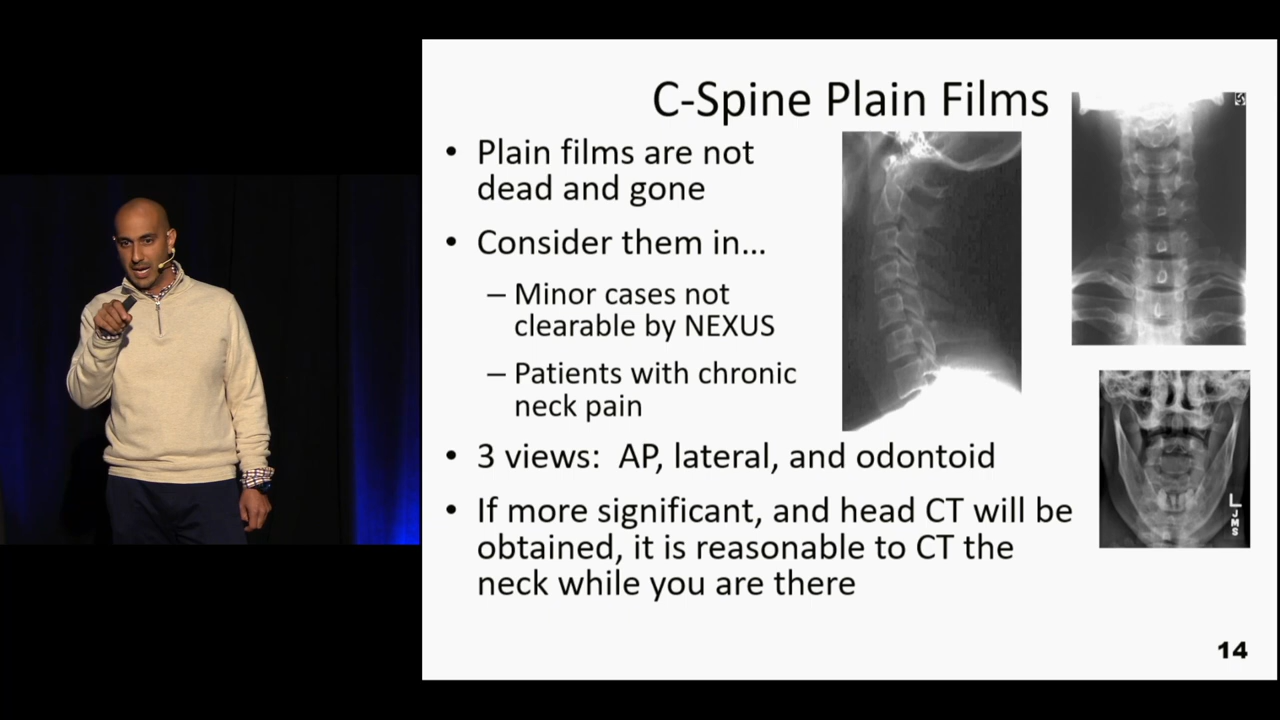 C-Spine Plain Films
• Plain films are not
dead and gone
• Consider them in...
– Minor cases not
clearable by NEXUS
– Patients with chronic
neck pain
• 3 views: AP, lateral, and odontoid
• If more significant, and head CT will be
obtained, it is reasonable to CT the
neck while you are there
L
J
M
S
14